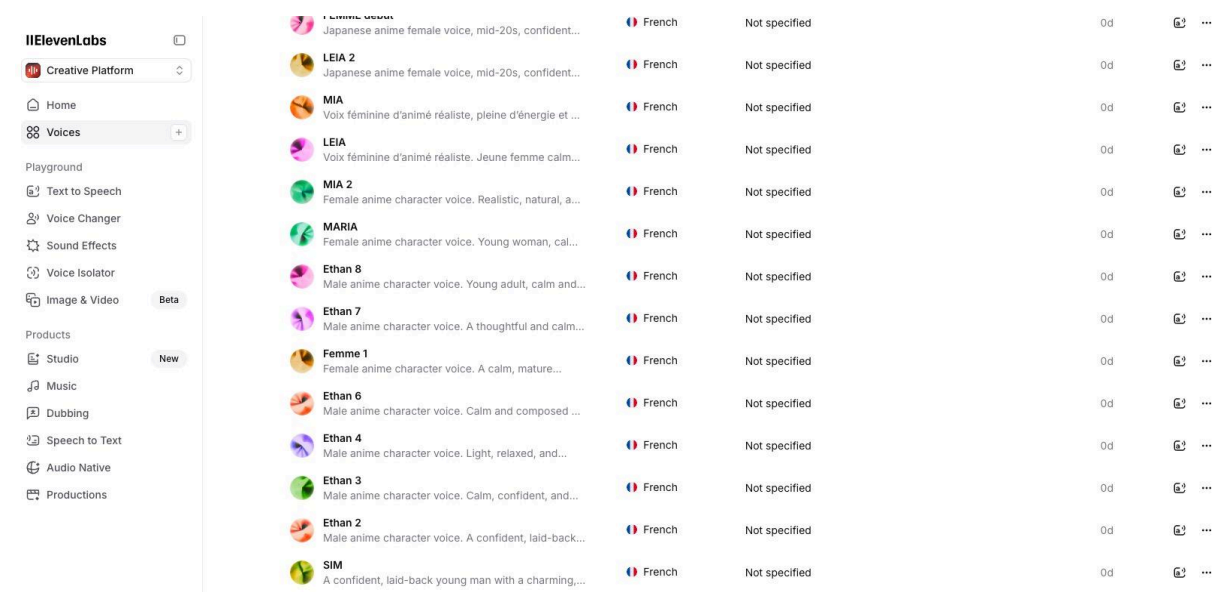 IIElevenLabs
Creative Platform
Home
Voices
Playground
Text to Speech
Voice Changer
Sound Effects
Voice Isolator
Image & Video Beta
Products
Studio New
Music
Dubbing
Speech to Text
Audio Native
Productions
FEMME début French Not specified 0d
Japanese anime female voice, mid-20s, confident...
LEIA 2 French Not specified 0d
Japanese anime female voice, mid-20s, confident...
MIA French Not specified 0d
Voix féminine d'animé réaliste, pleine d'énergie et ...
LEIA French Not specified 0d
Voix féminine d'animé réaliste. Jeune femme calm...
MIA 2 French Not specified 0d
Female anime character voice. Realistic, natural, a...
MARIA French Not specified 0d
Female anime character voice. Young woman, cal...
Ethan 8 French Not specified 0d
Male anime character voice. Young adult, calm and...
Ethan 7 French Not specified 0d
Male anime character voice. A thoughtful and calm...
Femme 1 French Not specified 0d
Female anime character voice. A calm, mature...
Ethan 6 French Not specified 0d
Male anime character voice. Calm and composed ...
Ethan 4 French Not specified 0d
Male anime character voice. Light, relaxed, and...
Ethan 3 French Not specified 0d
Male anime character voice. Calm, confident, and...
Ethan 2 French Not specified 0d
Male anime character voice. A confident, laid-back...
SIM French Not specified 0d
A confident, laid-back young man with a charming,...